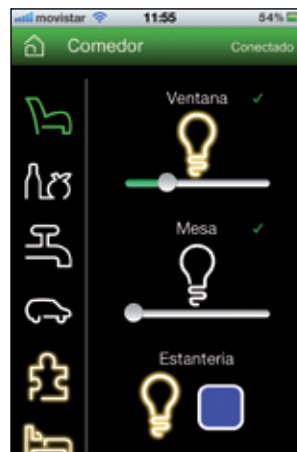 movistar 11:55 54%
Comedor Conectado
Ventana
Mesa
Estantería